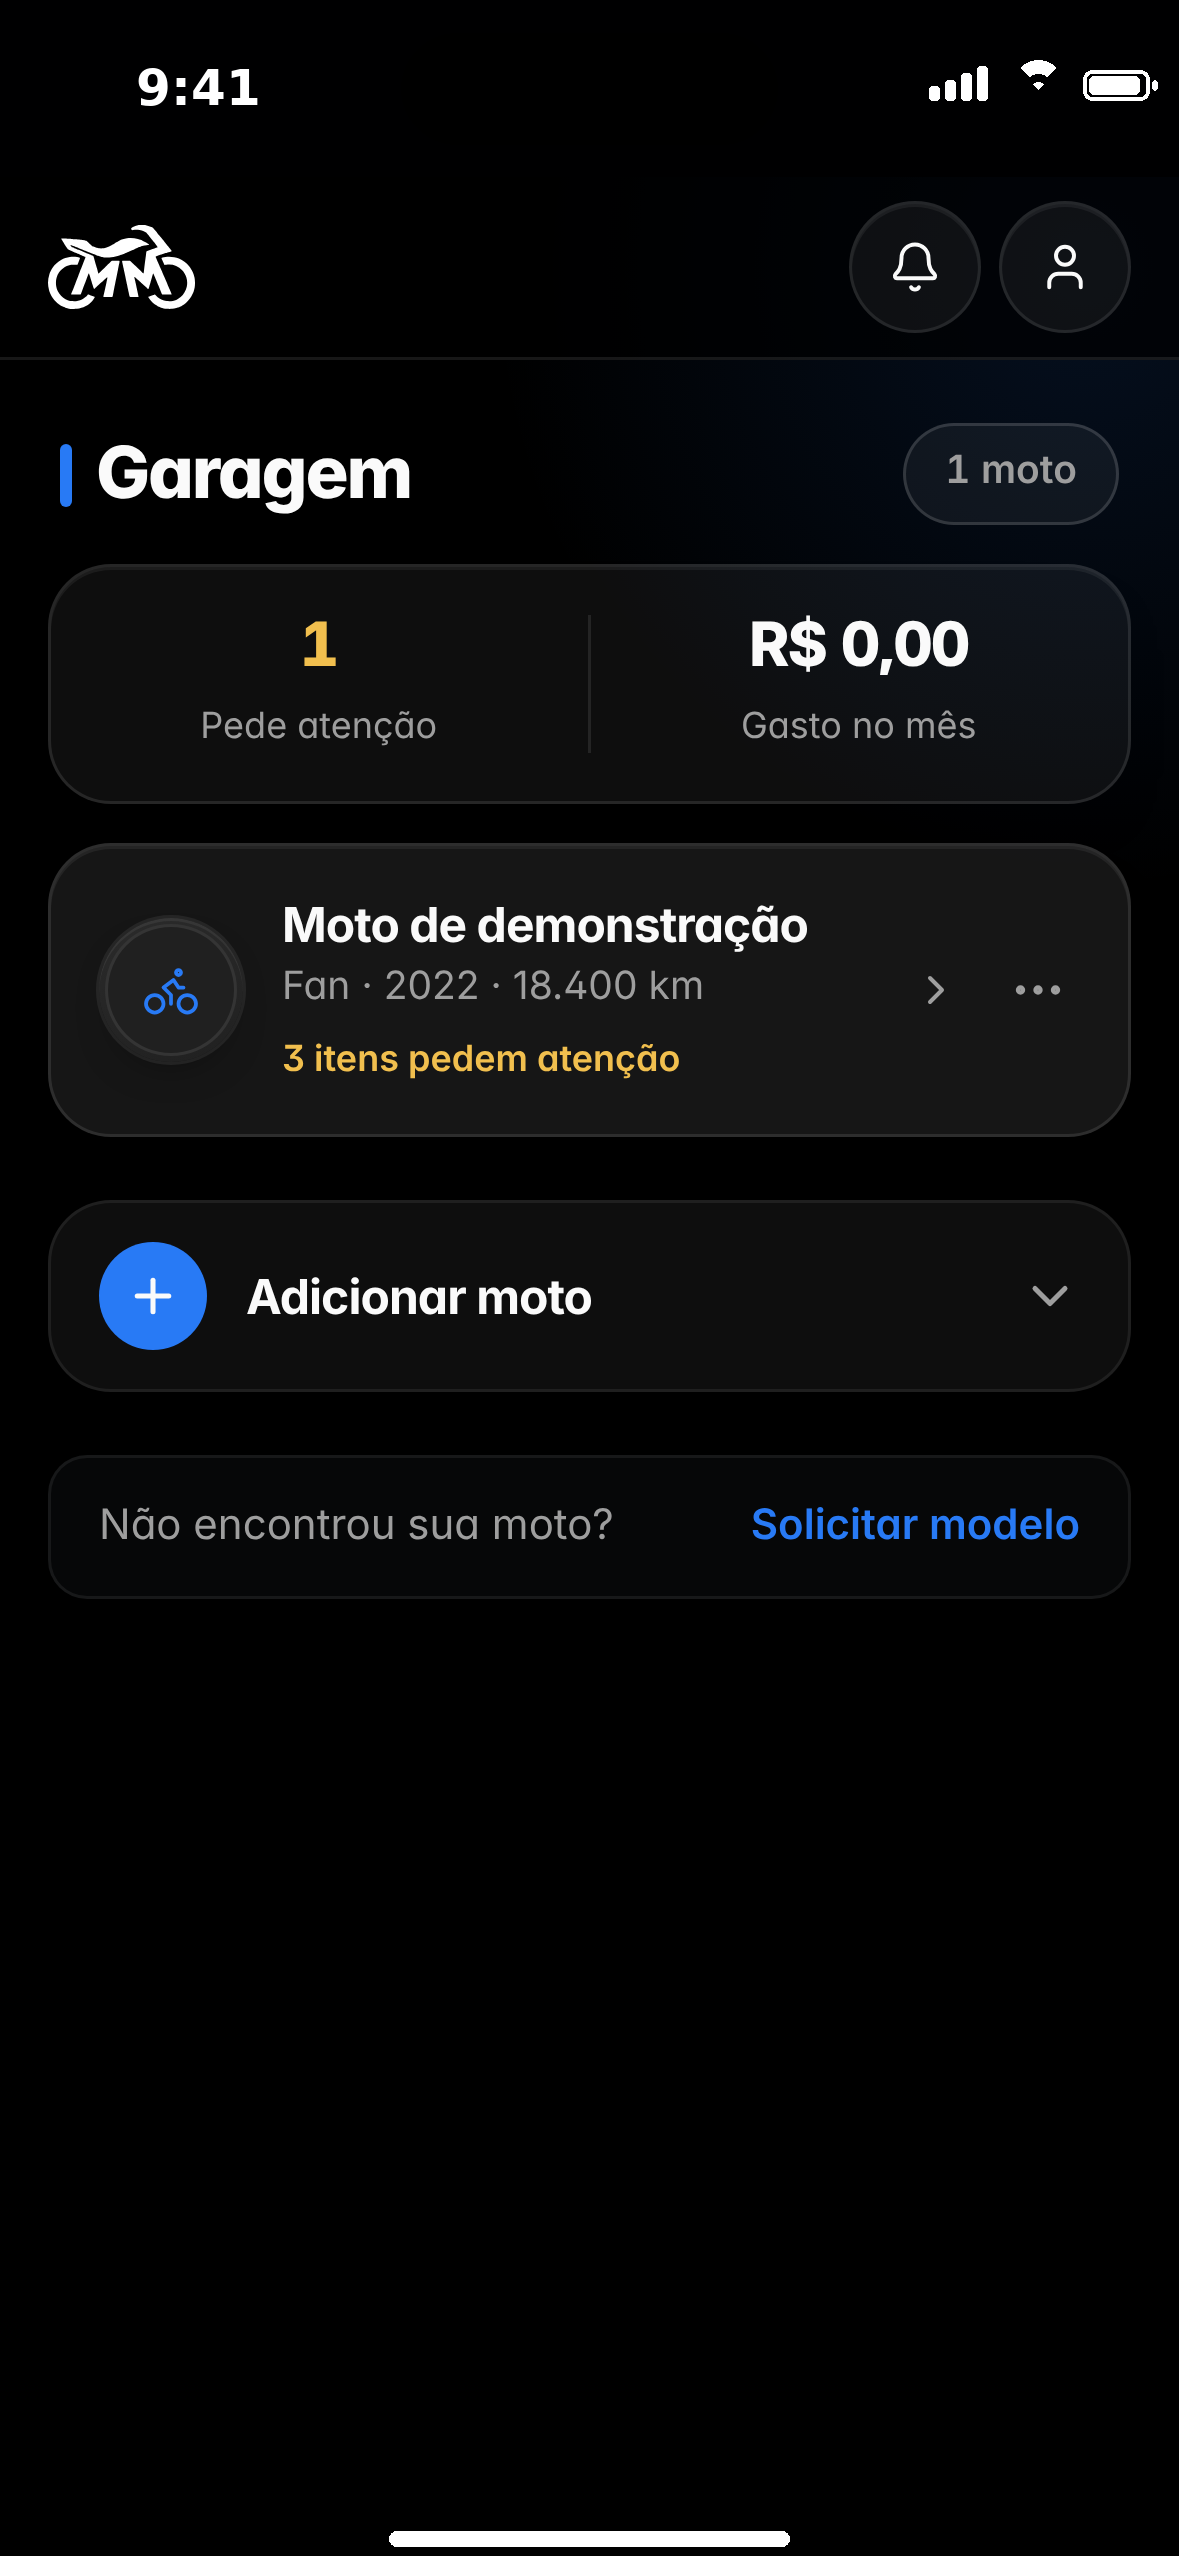 9:41
MM
Garagem
1 moto
1
Pede atenção
R$ 0,00
Gasto no mês
Moto de demonstração
Fan · 2022 · 18.400 km
3 itens pedem atenção
Adicionar moto
Não encontrou sua moto?
Solicitar modelo